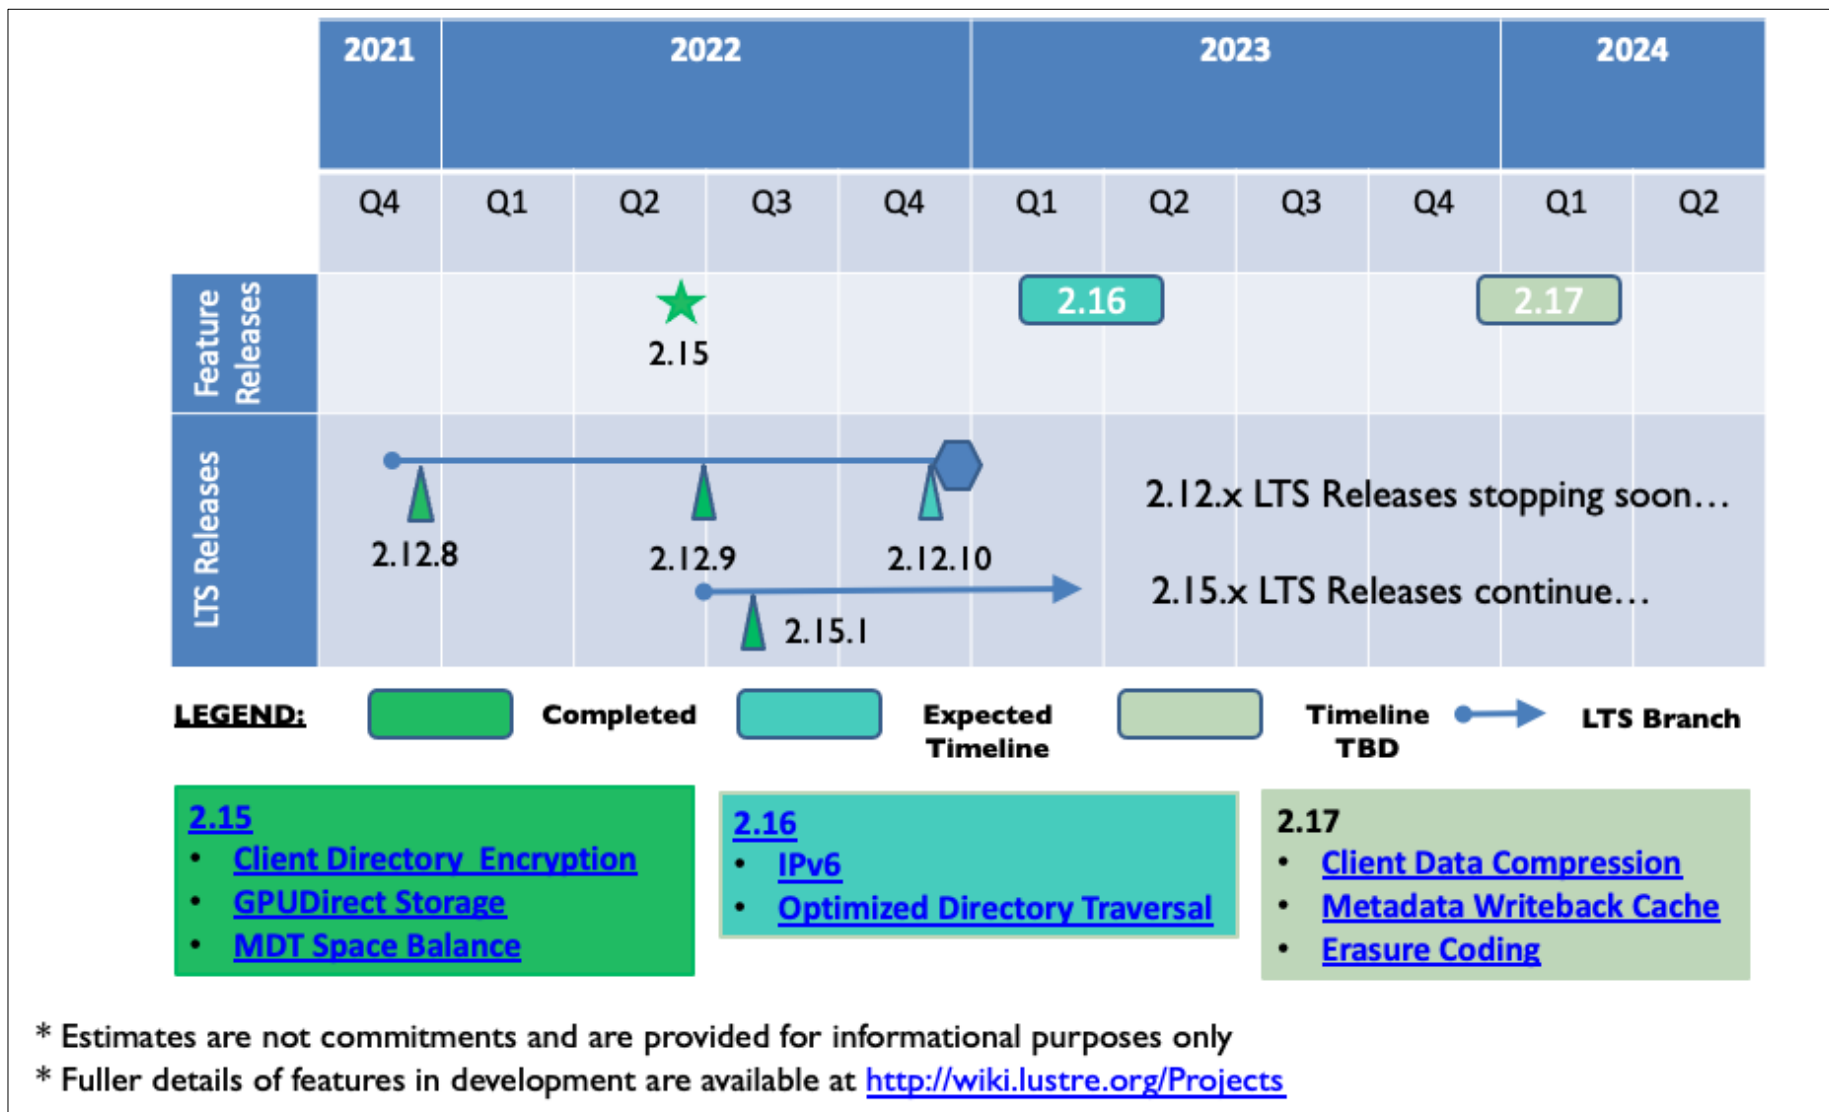 2021 2022 2023 2024
Q4 Q1 Q2 Q3 Q4 Q1 Q2 Q3 Q4 Q1 Q2
Feature
Releases
2.15
2.16
2.17
LTS Releases
2.12.8
2.12.9
2.12.10
2.12.x LTS Releases stopping soon...
2.15.1
2.15.x LTS Releases continue...
LEGEND:
Completed
Expected
Timeline
Timeline
TBD
LTS Branch
2.15
• Client Directory Encryption
• GPUDirect Storage
• MDT Space Balance
2.16
• IPv6
• Optimized Directory Traversal
2.17
• Client Data Compression
• Metadata Writeback Cache
• Erasure Coding
* Estimates are not commitments and are provided for informational purposes only
* Fuller details of features in development are available at http://wiki.lustre.org/Projects